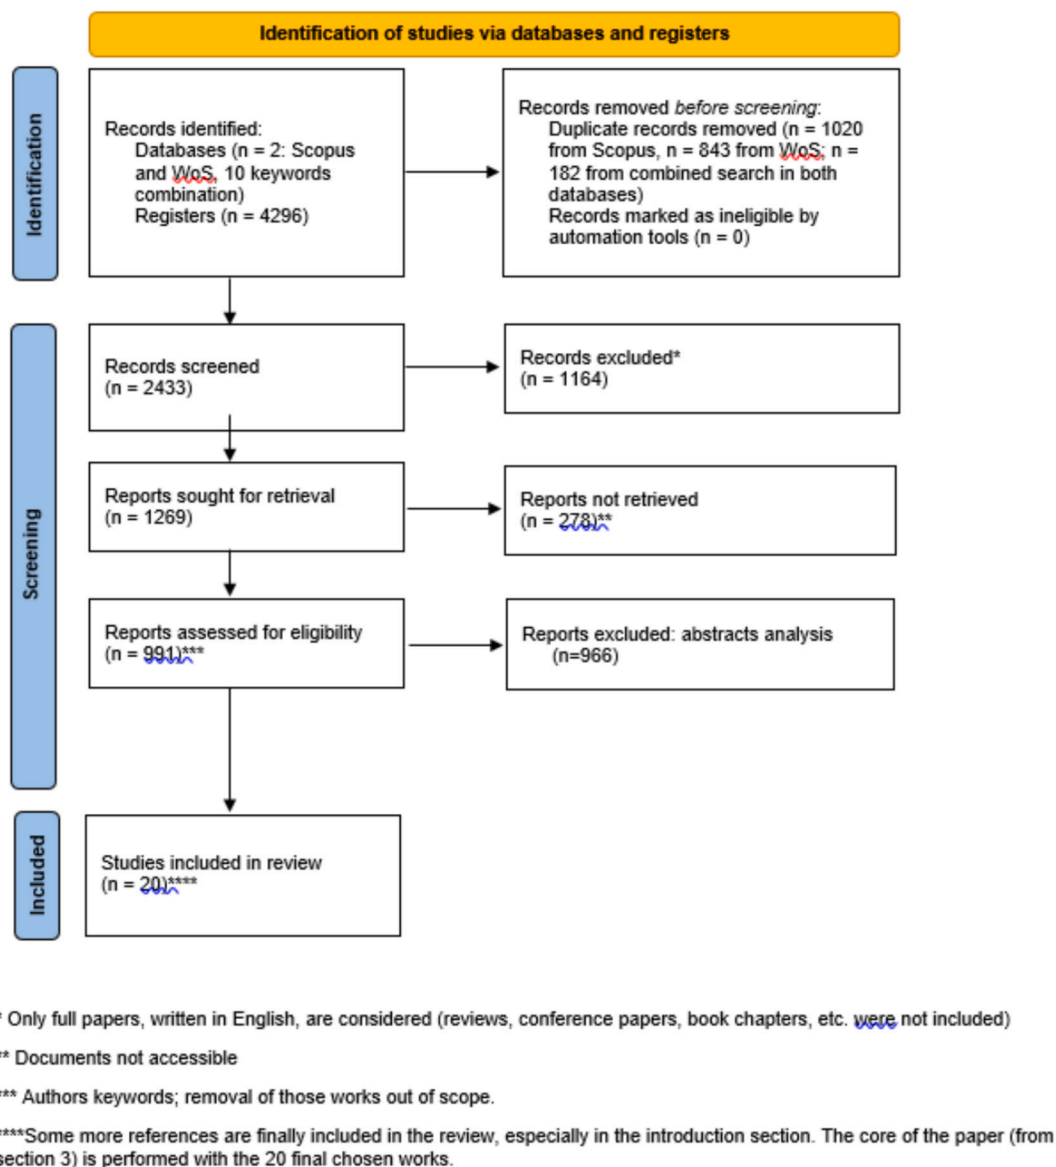 Identification of studies via databases and registers
Identification
Records identified:
Databases (n = 2: Scopus
and WoS, 10 keywords
combination)
Registers (n = 4296)
Records removed before screening:
Duplicate records removed (n = 1020
from Scopus, n = 843 from WoS; n =
182 from combined search in both
databases)
Records marked as ineligible by
automation tools (n = 0)
Screening
Records screened
(n = 2433)
Records excluded*
(n = 1164)
Reports sought for retrieval
(n = 1269)
Reports not retrieved
(n = 278)**
Reports assessed for eligibility
(n = 991)***
Reports excluded: abstracts analysis
(n=966)
Included
Studies included in review
(n = 20)****
* Only full papers, written in English, are considered (reviews, conference papers, book chapters, etc. were not included)
** Documents not accessible
*** Authors keywords; removal of those works out of scope.
****Some more references are finally included in the review, especially in the introduction section. The core of the paper (from
section 3) is performed with the 20 final chosen works.